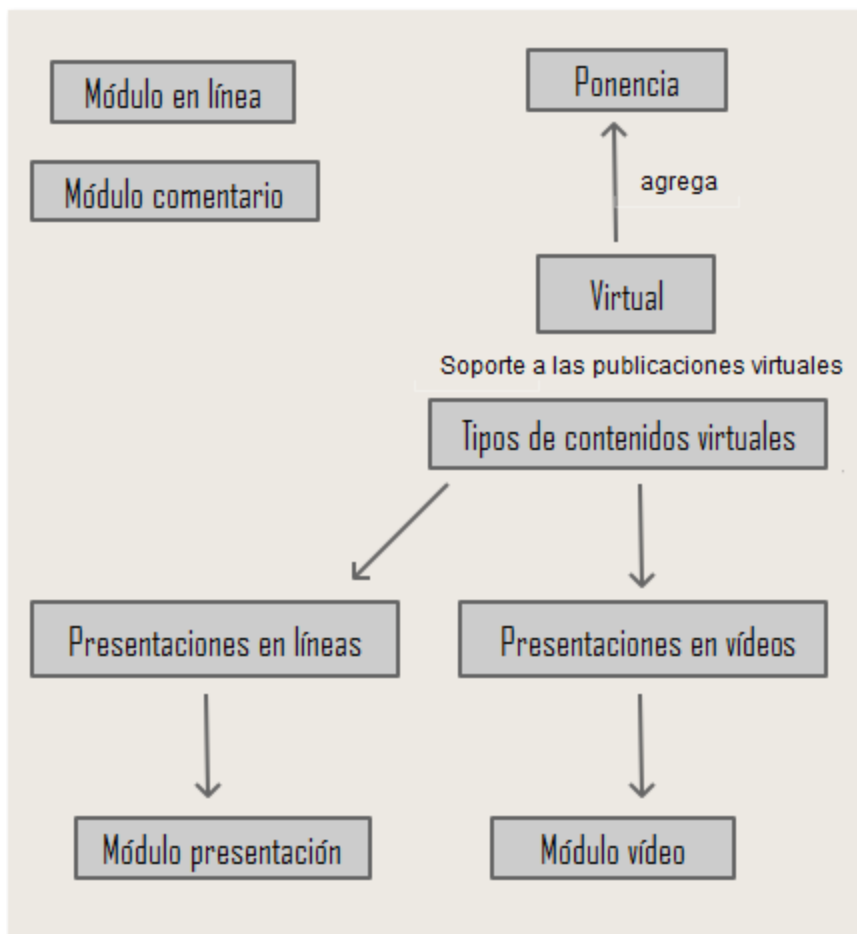 Módulo en línea
Ponencia
Módulo comentario
agrega
Virtual
Soporte a las publicaciones virtuales
Tipos de contenidos virtuales
Presentaciones en líneas
Presentaciones en vídeos
Módulo presentación
Módulo vídeo